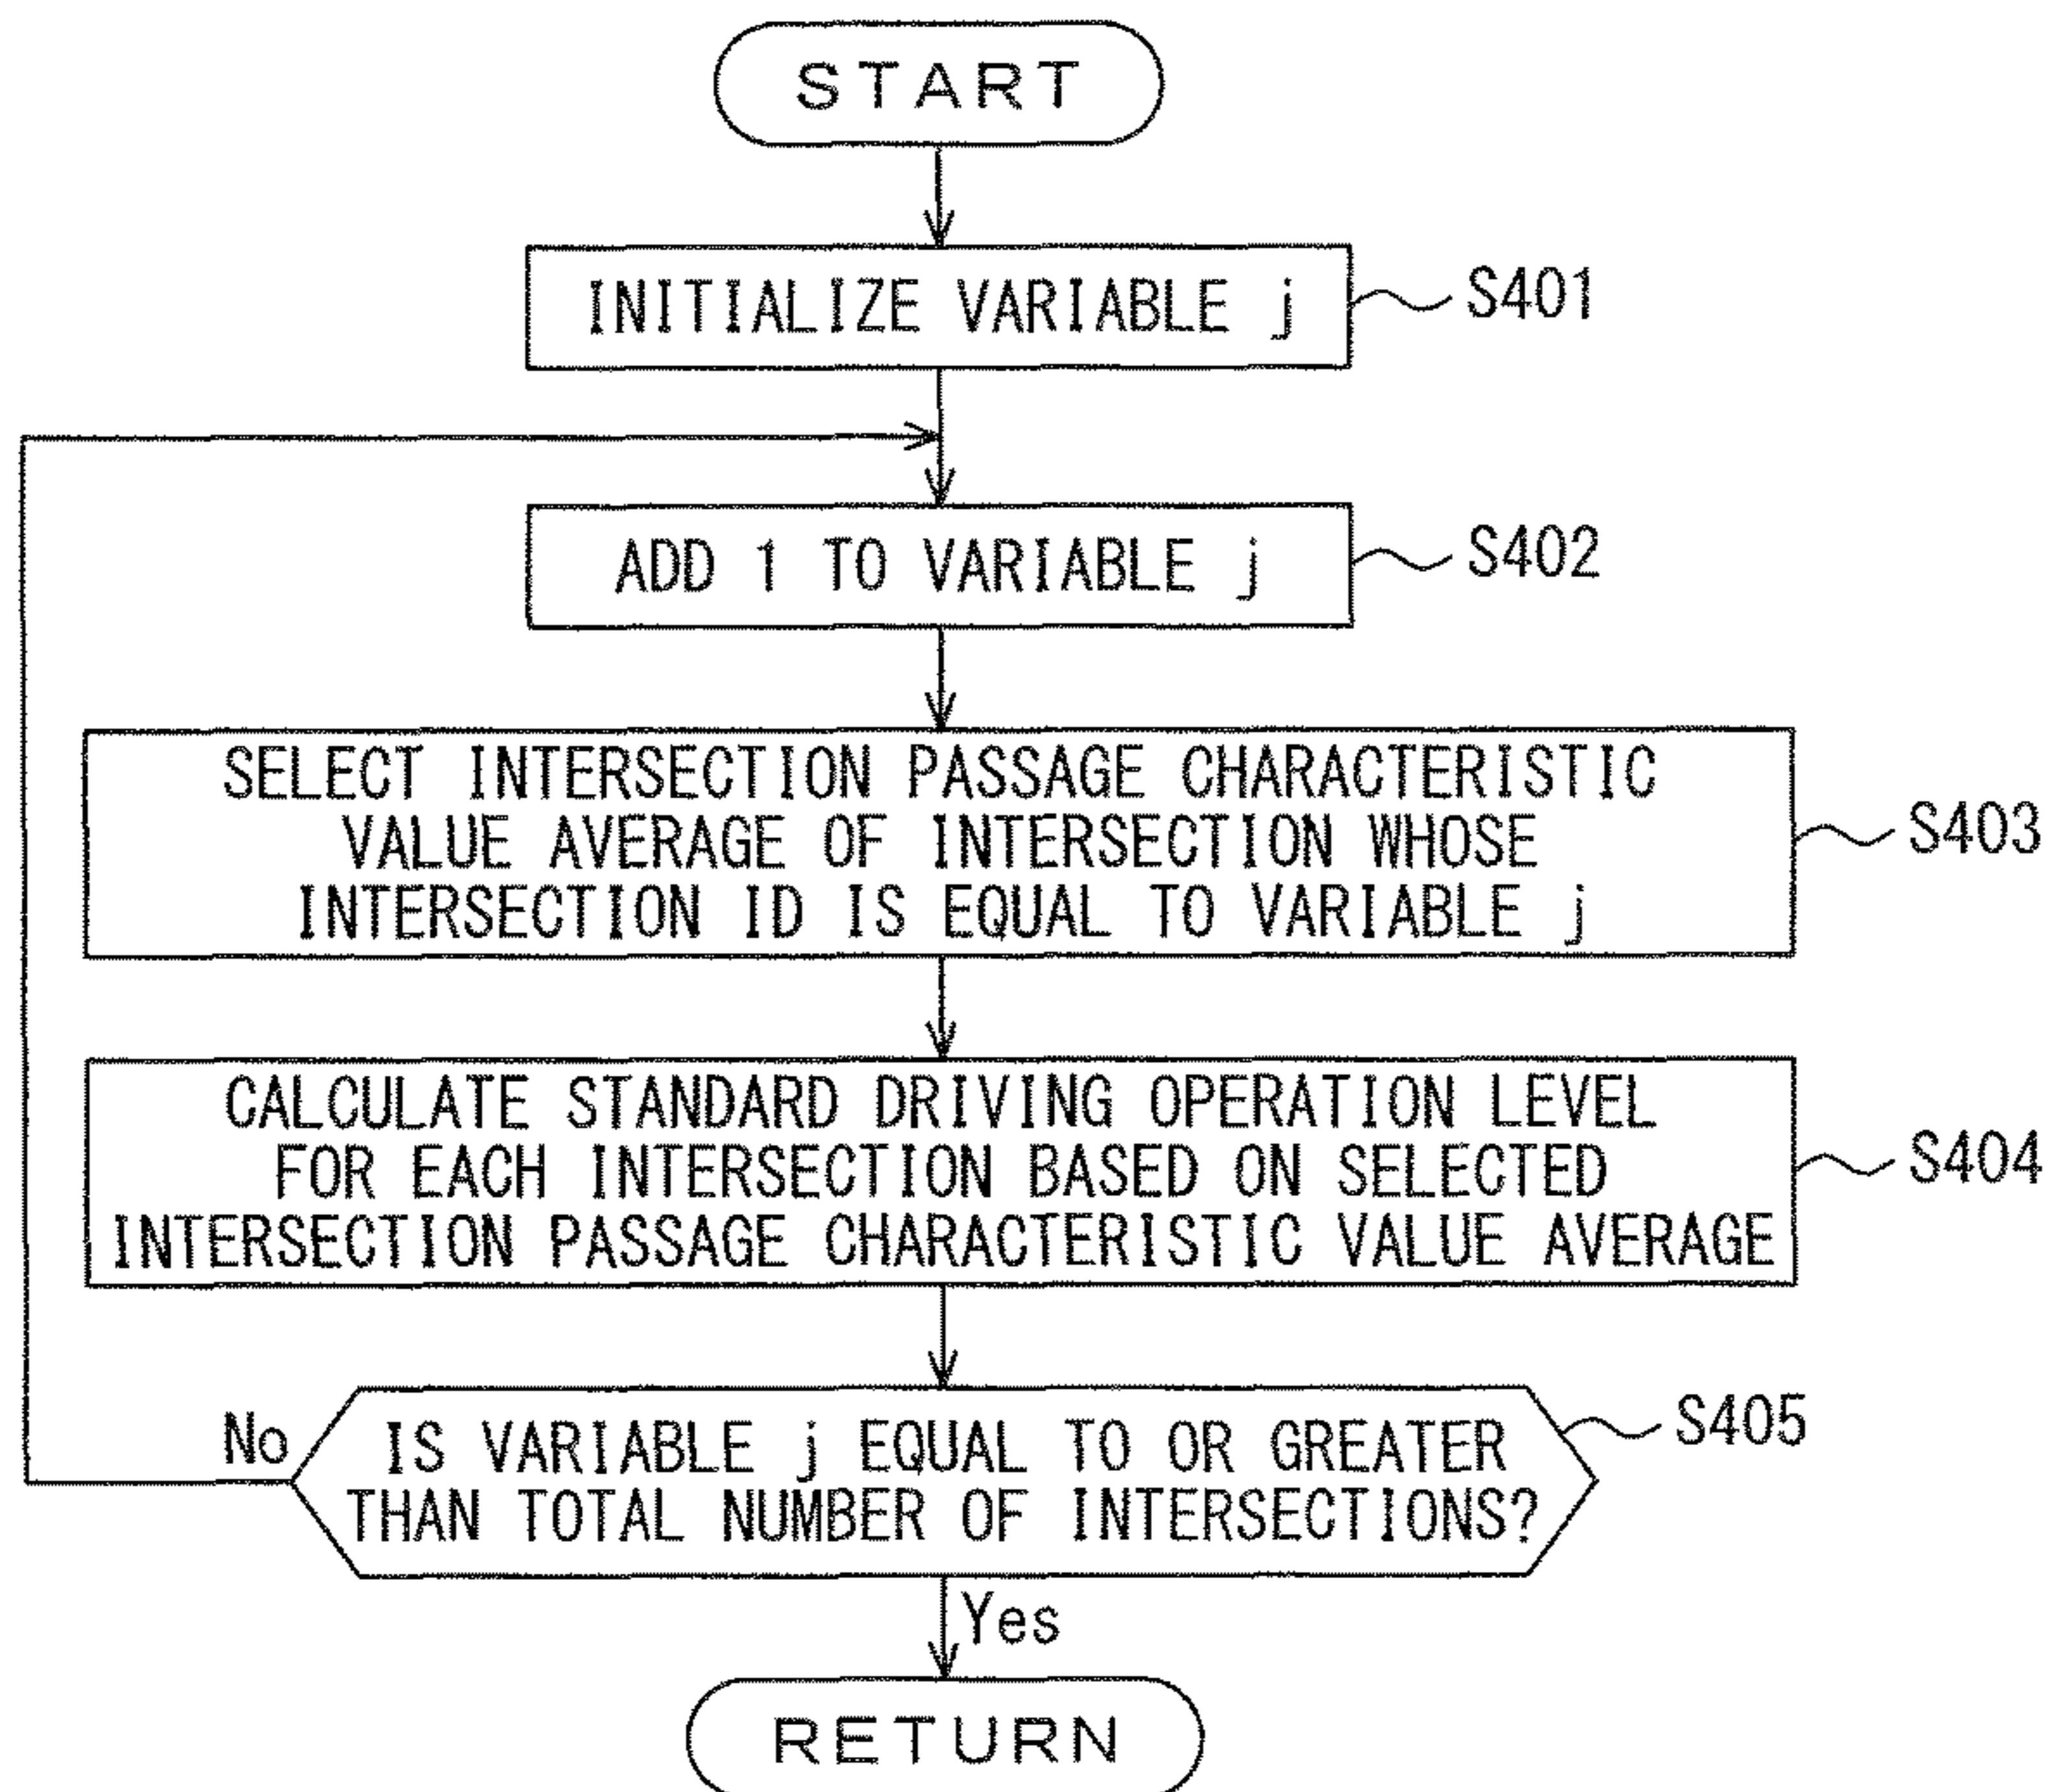 START
INITIALIZE VARIABLE j
S401
ADD 1 TO VARIABLE j
S402
SELECT INTERSECTION PASSAGE CHARACTERISTIC
VALUE AVERAGE OF INTERSECTION WHOSE
INTERSECTION ID IS EQUAL TO VARIABLE j
S403
CALCULATE STANDARD DRIVING OPERATION LEVEL
FOR EACH INTERSECTION BASED ON SELECTED
INTERSECTION PASSAGE CHARACTERISTIC VALUE AVERAGE
S404
No
IS VARIABLE j EQUAL TO OR GREATER
THAN TOTAL NUMBER OF INTERSECTIONS?
S405
Yes
RETURN